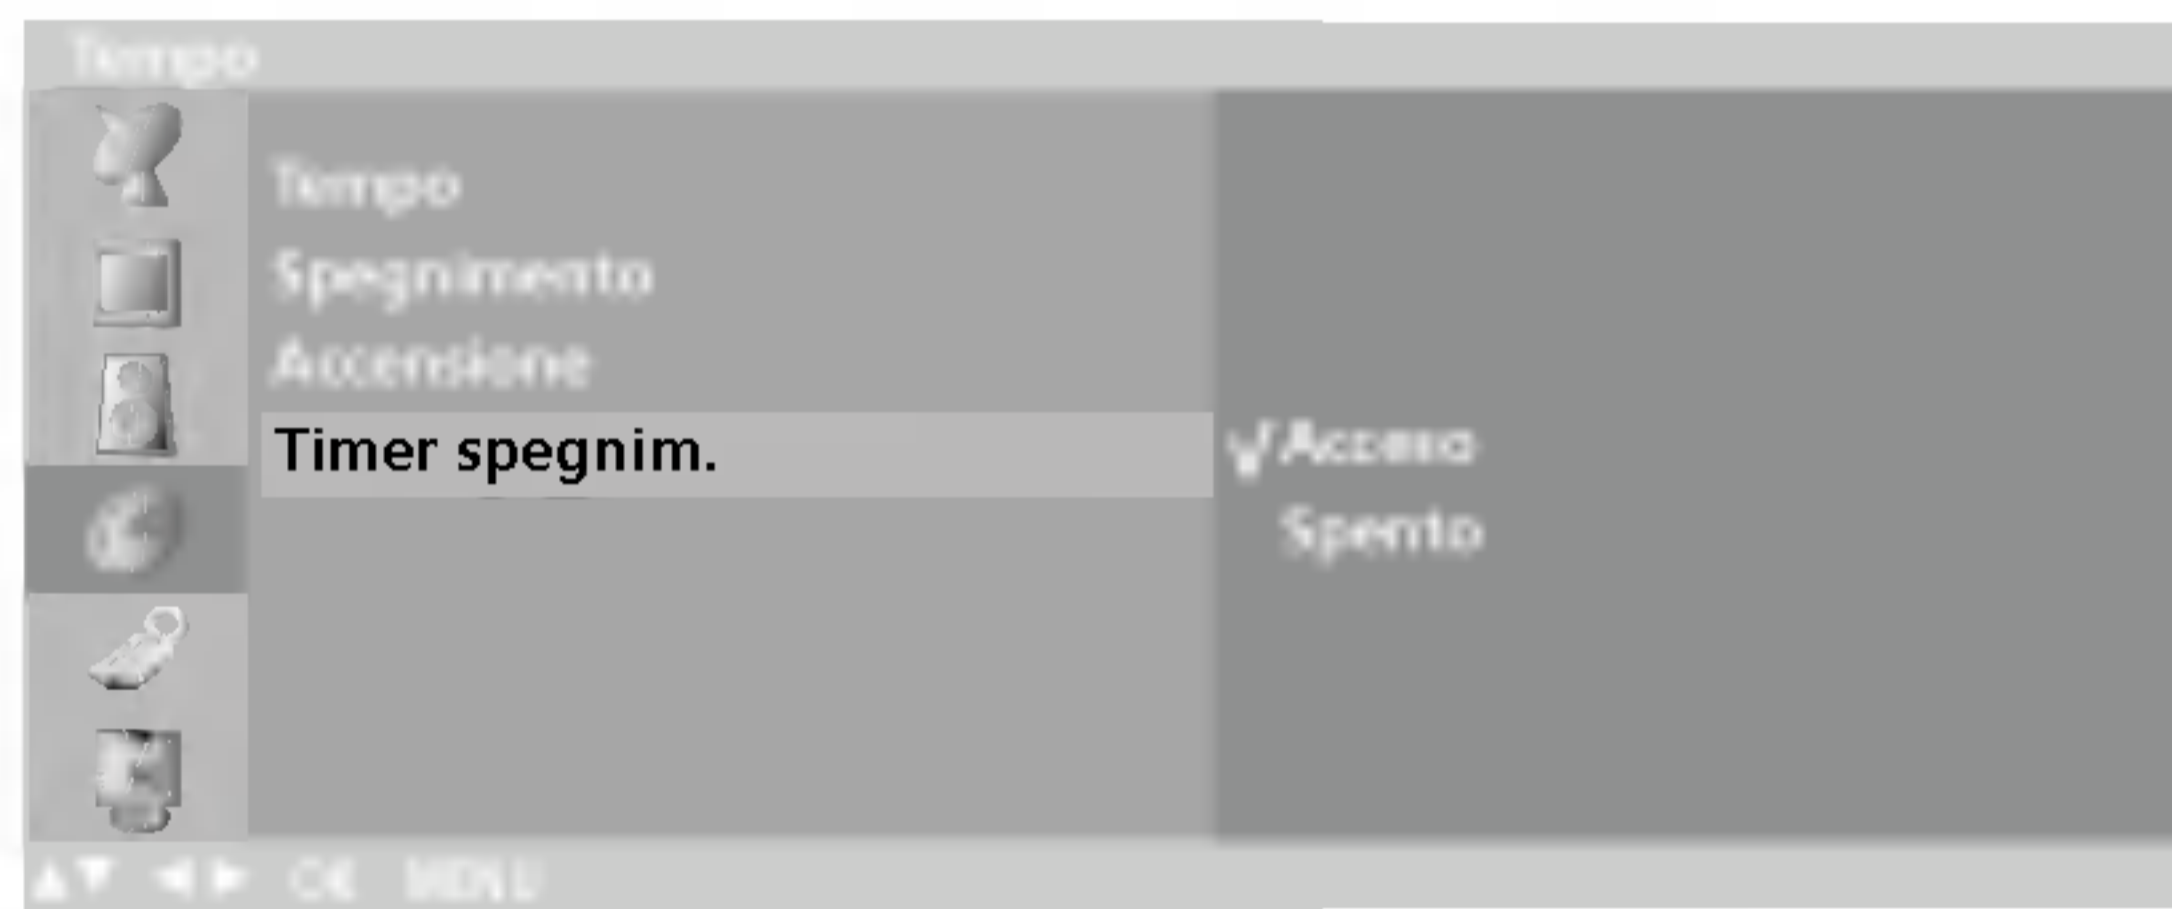 Tempo
Tempo
Spegnimento
Accensione
Timer spegnim.
Acceso
Spento
OK MENU